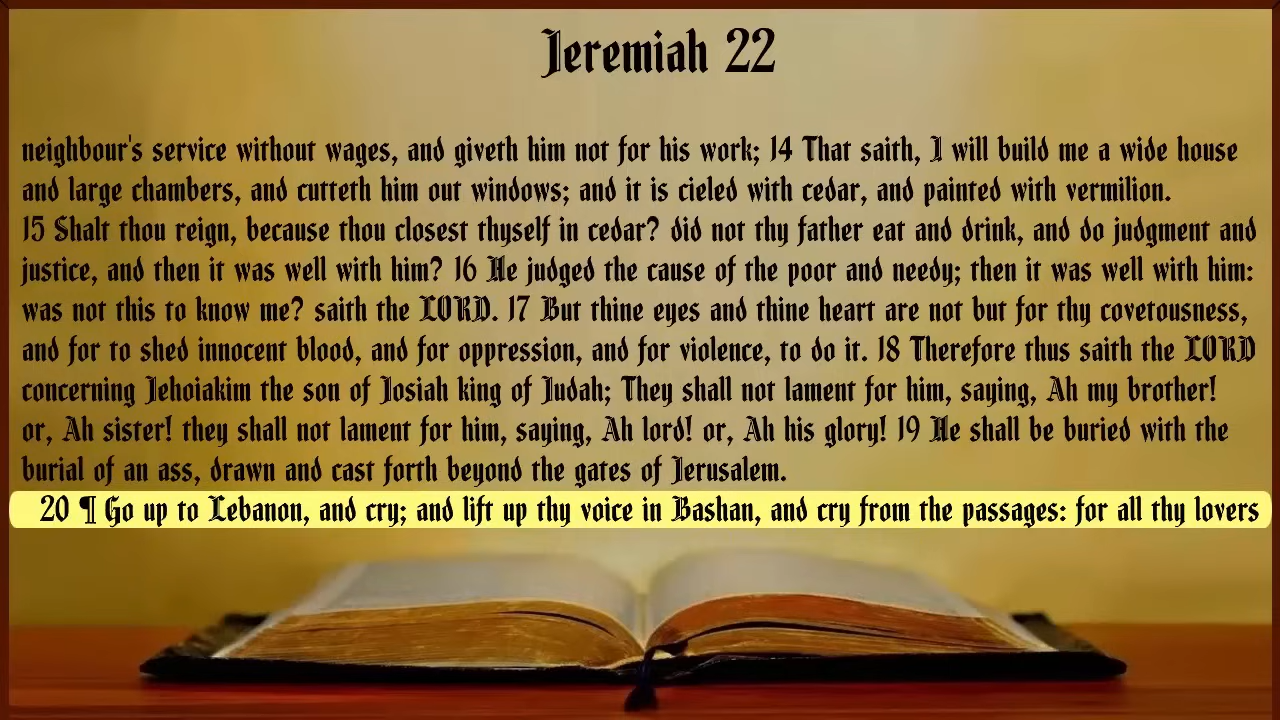 Jeremiah 22
neighbour's service without wages, and giveth him not for his work; 14 That saith, I will build me a wide house
and large chambers, and cutteth him out windows; and it is cieled with cedar, and painted with vermilion.
15 Shalt thou reign, because thou closest thyself in cedar? did not thy father eat and drink, and do judgment and
justice, and then it was well with him? 16 He judged the cause of the poor and needy; then it was well with him:
was not this to know me? saith the LORD. 17 But thine eyes and thine heart are not but for thy covetousness,
and for to shed innocent blood, and for oppression, and for violence, to do it. 18 Therefore thus saith the LORD
concerning Jehoiakim the son of Josiah king of Judah; They shall not lament for him, saying, Ah my brother!
or, Ah sister! they shall not lament for him, saying, Ah lord! or, Ah his glory! 19 He shall be buried with the
burial of an ass, drawn and cast forth beyond the gates of Jerusalem.
20 ¶ Go up to Lebanon, and cry; and lift up thy voice in Bashan, and cry from the passages: for all thy lovers